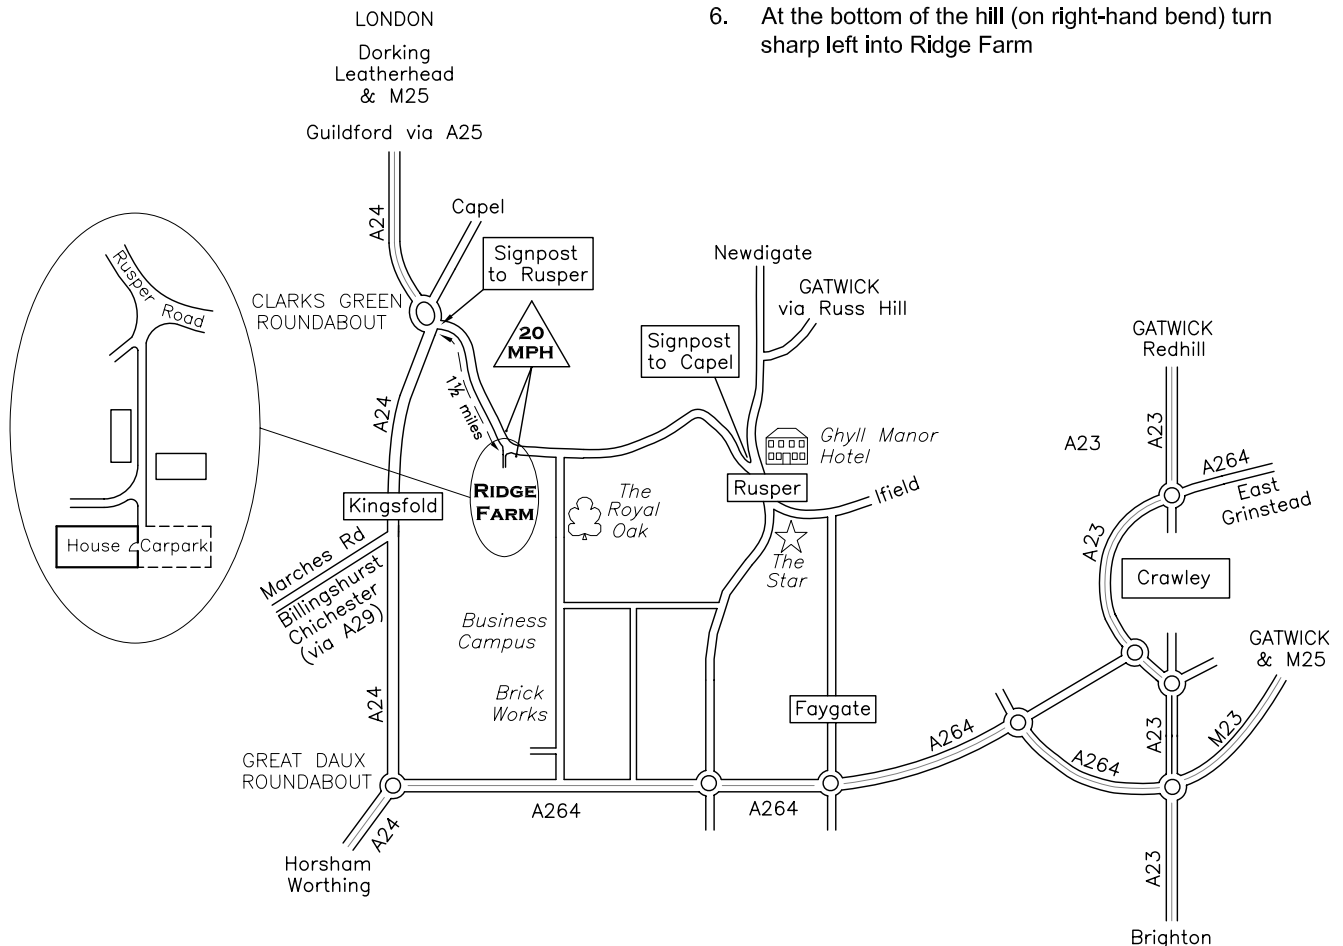 6. At the bottom of the hill (on right-hand bend) turn
sharp left into Ridge Farm
LONDON
Dorking
Leatherhead
& M25
Guildford via A25
A24
Capel
Signpost
to Rusper
CLARKS GREEN
ROUNDABOUT
20
MPH
1½ miles
A24
Rusper Road
House
Carpark
Kingsfold
RIDGE
FARM
Marches Rd
Billingshurst
Chichester
(via A29)
The
Royal
Oak
Newdigate
GATWICK
via Russ Hill
Signpost
to Capel
Ghyll Manor
Hotel
Rusper
Ifield
The
Star
Business
Campus
Brick
Works
A24
GREAT DAUX
ROUNDABOUT
A24
Horsham
Worthing
A264
A264
Faygate
A264
GATWICK
Redhill
A23
A23
A264
East
Grinstead
A23
Crawley
GATWICK
& M25
A23
M23
A264
A23
Brighton